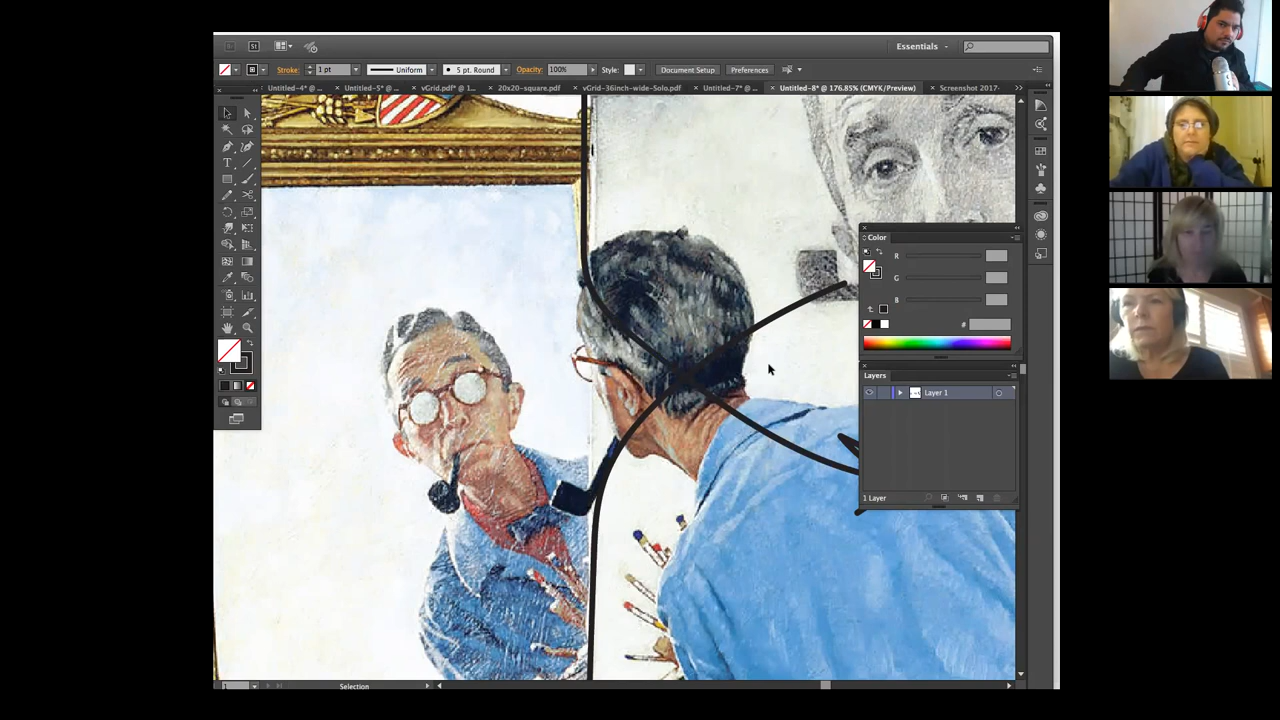 St Essentials
Stroke: 1 pt Uniform 5 pt. Round Opacity: 100% Style: Document Setup Preferences
Untitled-4* @ ... Untitled-5* @ ... vGrid.pdf* @ 1... 20x20-square.pdf vGrid-36inch-wide-Solo.pdf Untitled-7* @ ... Untitled-8* @ 176.85% (CMYK/Preview) Screenshot 2017-
T
Color
R
G
B
#
Layers
Layer 1
1 Layer
1 Selection